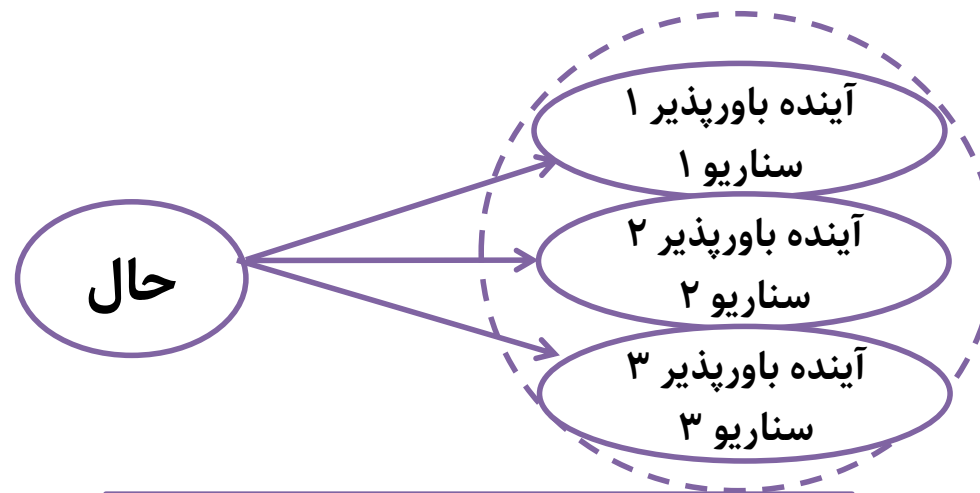 آینده باورپذیر ۱
سناریو ۱
آینده باورپذیر ۲
سناریو ۲
آینده باورپذیر ۳
سناریو ۳
حال